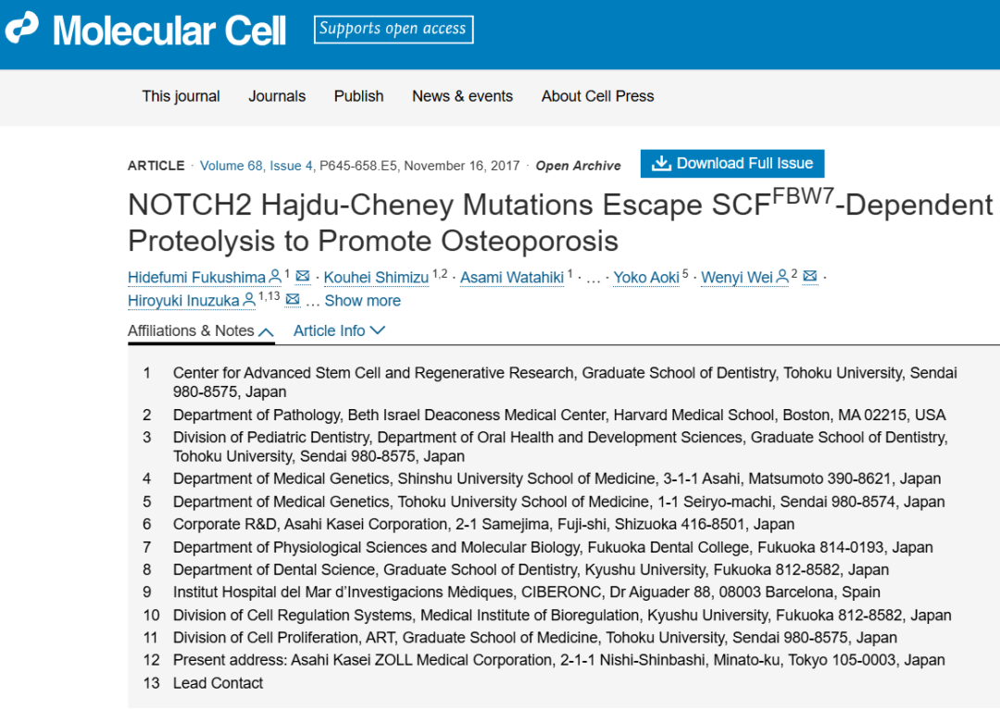 Molecular Cell Supports open access
This journal Journals Publish News & events About Cell Press
ARTICLE · Volume 68, Issue 4, P645-658.E5, November 16, 2017 · Open Archive Download Full Issue
NOTCH2 Hajdu-Cheney Mutations Escape SCF^FBW7-Dependent
Proteolysis to Promote Osteoporosis
Hidefumi Fukushima 1 · Kouhei Shimizu 1,2 · Asami Watahiki 1 · … · Yoko Aoki 5 · Wenyi Wei 2 ·
Hiroyuki Inuzuka 1,13 … Show more
Affiliations & Notes Article Info
1 Center for Advanced Stem Cell and Regenerative Research, Graduate School of Dentistry, Tohoku University, Sendai
980-8575, Japan
2 Department of Pathology, Beth Israel Deaconess Medical Center, Harvard Medical School, Boston, MA 02215, USA
3 Division of Pediatric Dentistry, Department of Oral Health and Development Sciences, Graduate School of Dentistry,
Tohoku University, Sendai 980-8575, Japan
4 Department of Medical Genetics, Shinshu University School of Medicine, 3-1-1 Asahi, Matsumoto 390-8621, Japan
5 Department of Medical Genetics, Tohoku University School of Medicine, 1-1 Seiryo-machi, Sendai 980-8574, Japan
6 Corporate R&D, Asahi Kasei Corporation, 2-1 Samejima, Fuji-shi, Shizuoka 416-8501, Japan
7 Department of Physiological Sciences and Molecular Biology, Fukuoka Dental College, Fukuoka 814-0193, Japan
8 Department of Dental Science, Graduate School of Dentistry, Kyushu University, Fukuoka 812-8582, Japan
9 Institut Hospital del Mar d'Investigacions Mèdiques, CIBERONC, Dr Aiguader 88, 08003 Barcelona, Spain
10 Division of Cell Regulation Systems, Medical Institute of Bioregulation, Kyushu University, Fukuoka 812-8582, Japan
11 Division of Cell Proliferation, ART, Graduate School of Medicine, Tohoku University, Sendai 980-8575, Japan
12 Present address: Asahi Kasei ZOLL Medical Corporation, 2-1-1 Nishi-Shinbashi, Minato-ku, Tokyo 105-0003, Japan
13 Lead Contact